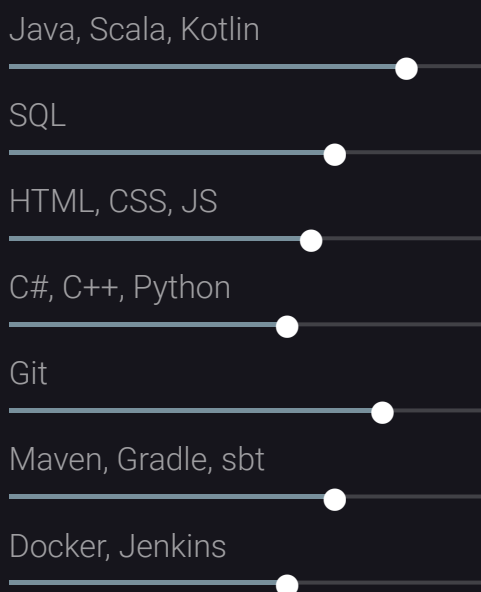 Java, Scala, Kotlin
SQL
HTML, CSS, JS
C#, C++, Python
Git
Maven, Gradle, sbt
Docker, Jenkins